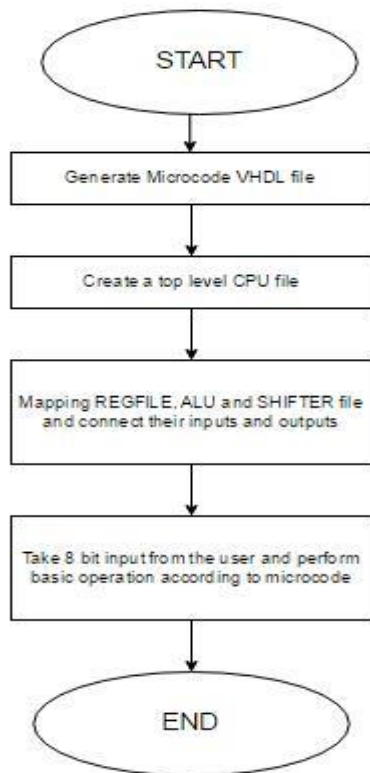 START
Generate Microcode VHDL file
Create a top level CPU file
Mapping REGFILE, ALU and SHIFTER file
and connect their inputs and outputs
Take 8 bit input from the user and perform
basic operation according to microcode
END